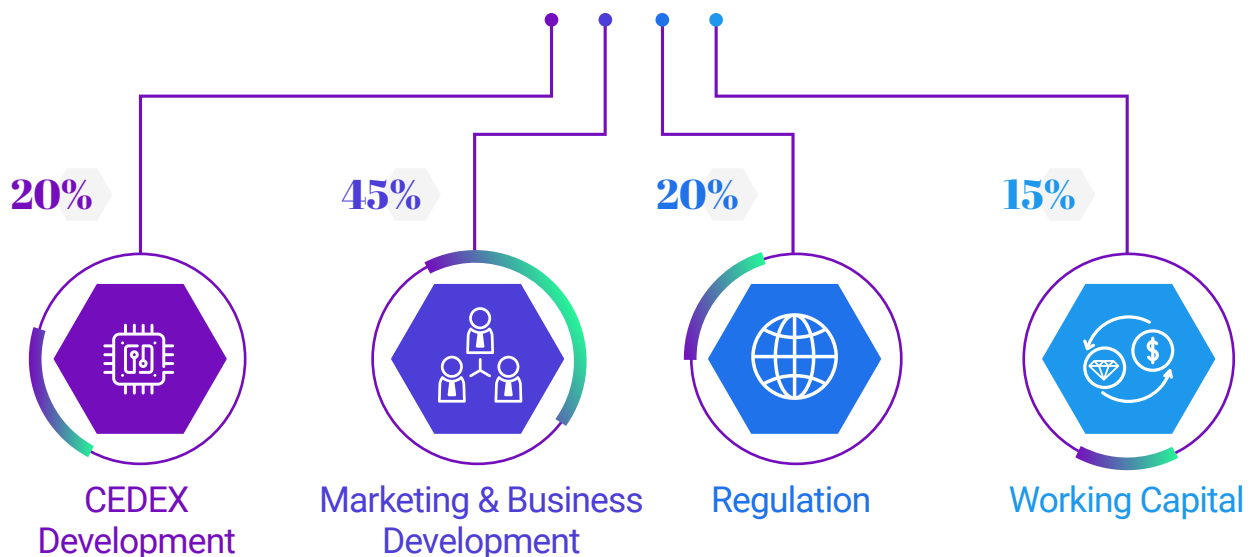 20%
45%
20%
15%
$
CEDEX
Development
Marketing & Business
Development
Regulation
Working Capital